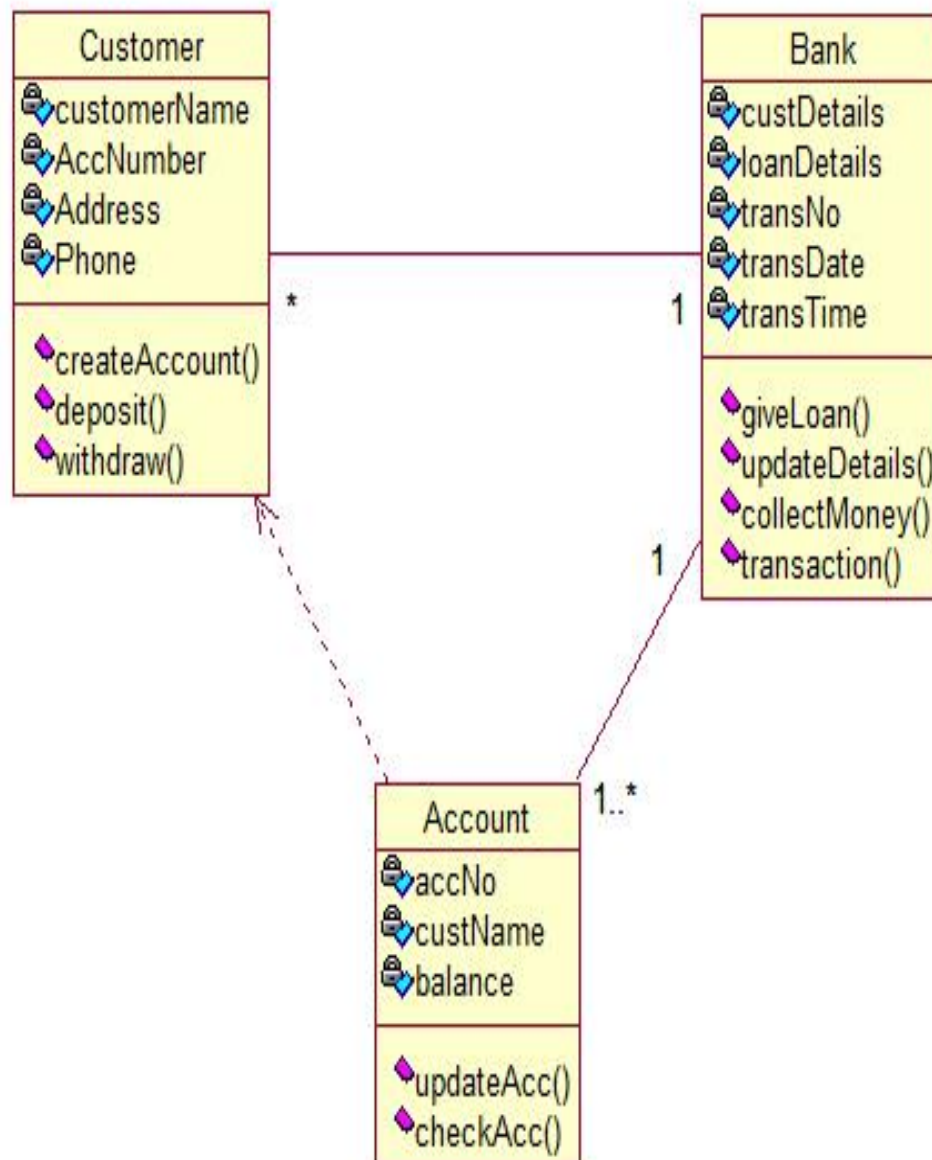 Customer
customerName
AccNumber
Address
Phone
createAccount()
deposit()
withdraw()
*
1
Bank
custDetails
loanDetails
transNo
transDate
transTime
giveLoan()
updateDetails()
collectMoney()
transaction()
1
1..*
Account
accNo
custName
balance
updateAcc()
checkAcc()